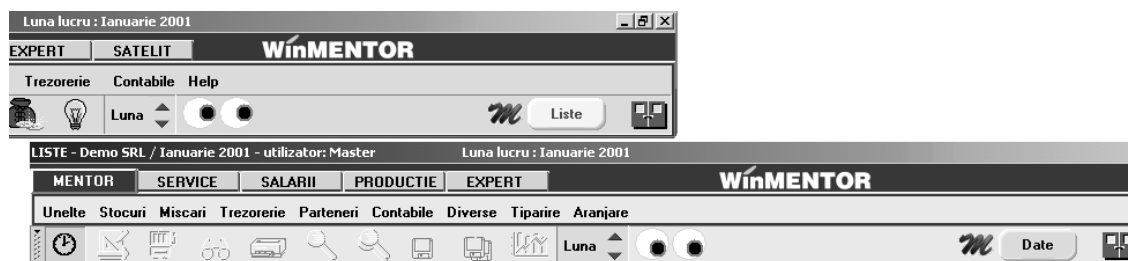 Luna lucru : Ianuarie 2001
EXPERT SATELIT WinMENTOR
Trezorerie Contabile Help
Luna Liste
LISTE - Demo SRL / Ianuarie 2001 - utilizator: Master Luna lucru : Ianuarie 2001
MENTOR SERVICE SALARII PRODUCTIE EXPERT WinMENTOR
Unelte Stocuri Miscari Trezorerie Parteneri Contabile Diverse Tiparire Aranjare
Luna M Date